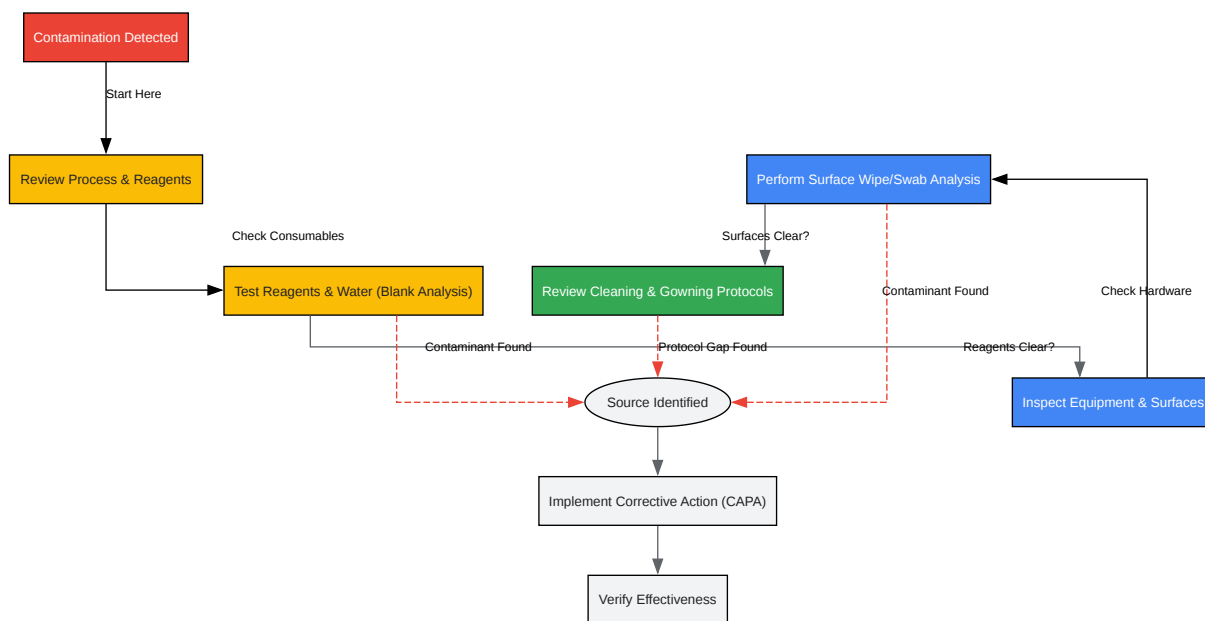 Contamination Detected
Start Here
Review Process & Reagents
Perform Surface Wipe/Swab Analysis
Check Consumables
Surfaces Clear?
Test Reagents & Water (Blank Analysis)
Review Cleaning & Gowning Protocols
Contaminant Found
Check Hardware
Contaminant Found
Protocol Gap Found
Reagents Clear?
Source Identified
Inspect Equipment & Surfaces
Implement Corrective Action (CAPA)
Verify Effectiveness